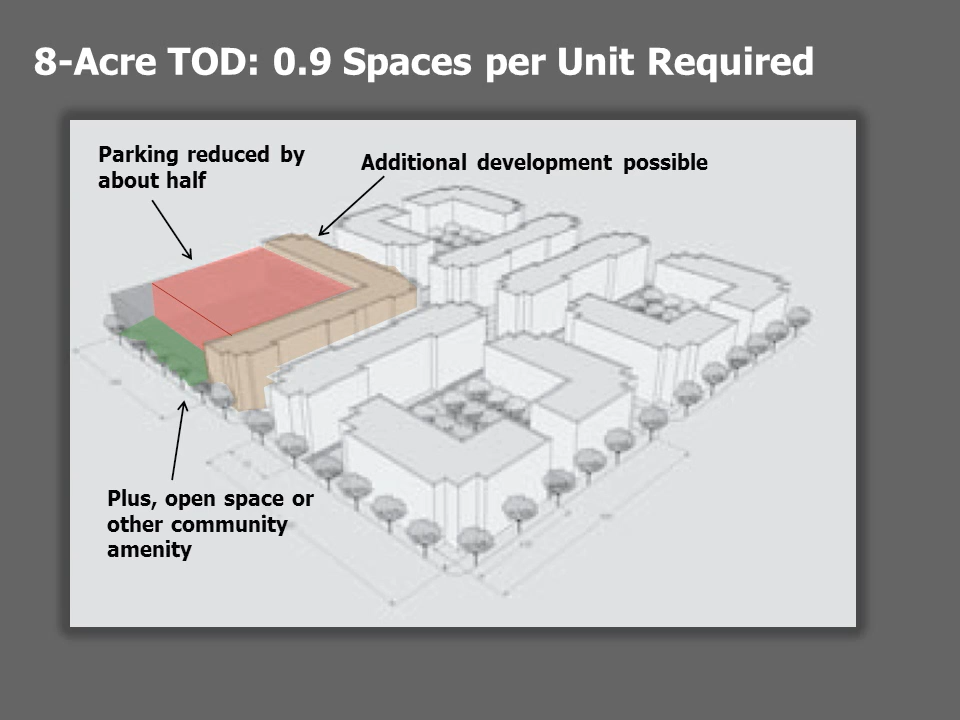 8-Acre TOD: 0.9 Spaces per Unit Required
Parking reduced by
about half
Additional development possible
Plus, open space or
other community
amenity